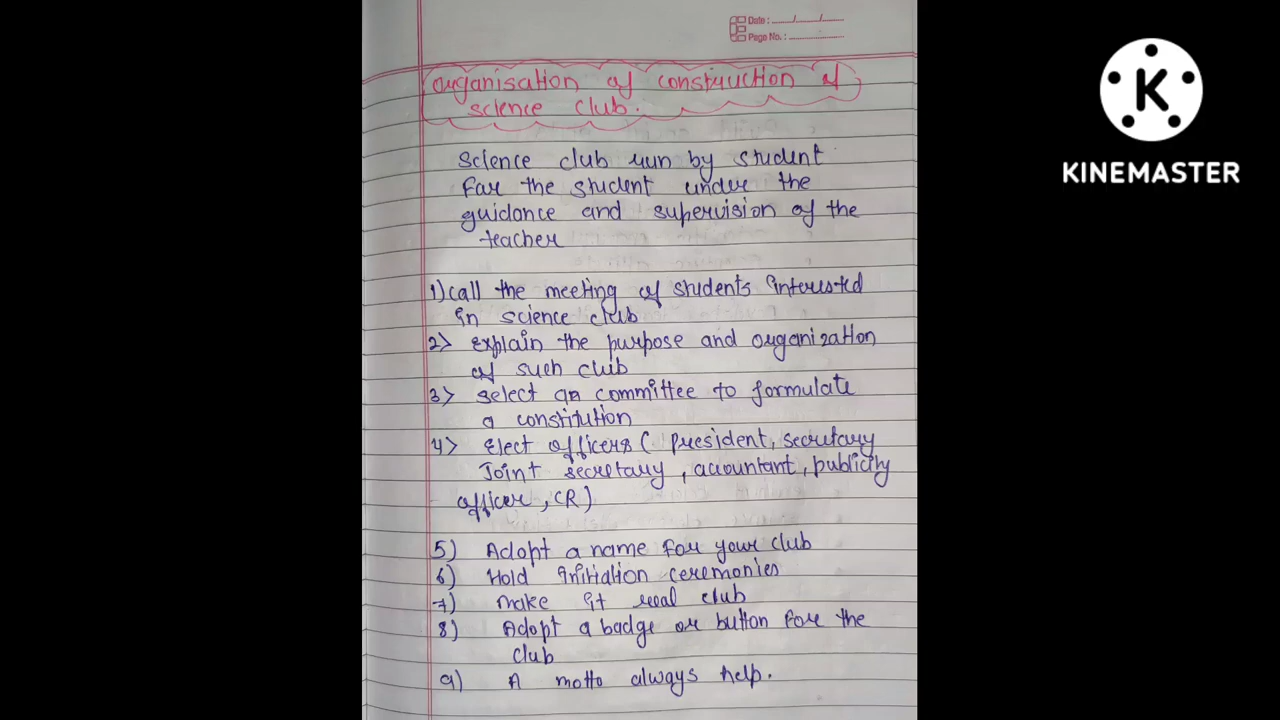 Date : ....../....../......
Page No. : ..................
Organisation of construction of
science club.
Science club run by student
For the student under the
guidance and supervision of the
teacher
1) Call the meeting of students interested
in science club
2> Explain the purpose and organization
of such club
3> Select an committee to formulate
a constitution
4> Elect officers ( president, secretary
Joint secretary , accountant, publicity
officer , CR )
5) Adopt a name for your club
6) Hold initiation ceremonies
7) Make it real club
8) Adopt a badge or button for the
club
9) A motto always help.
K
KINEMASTER